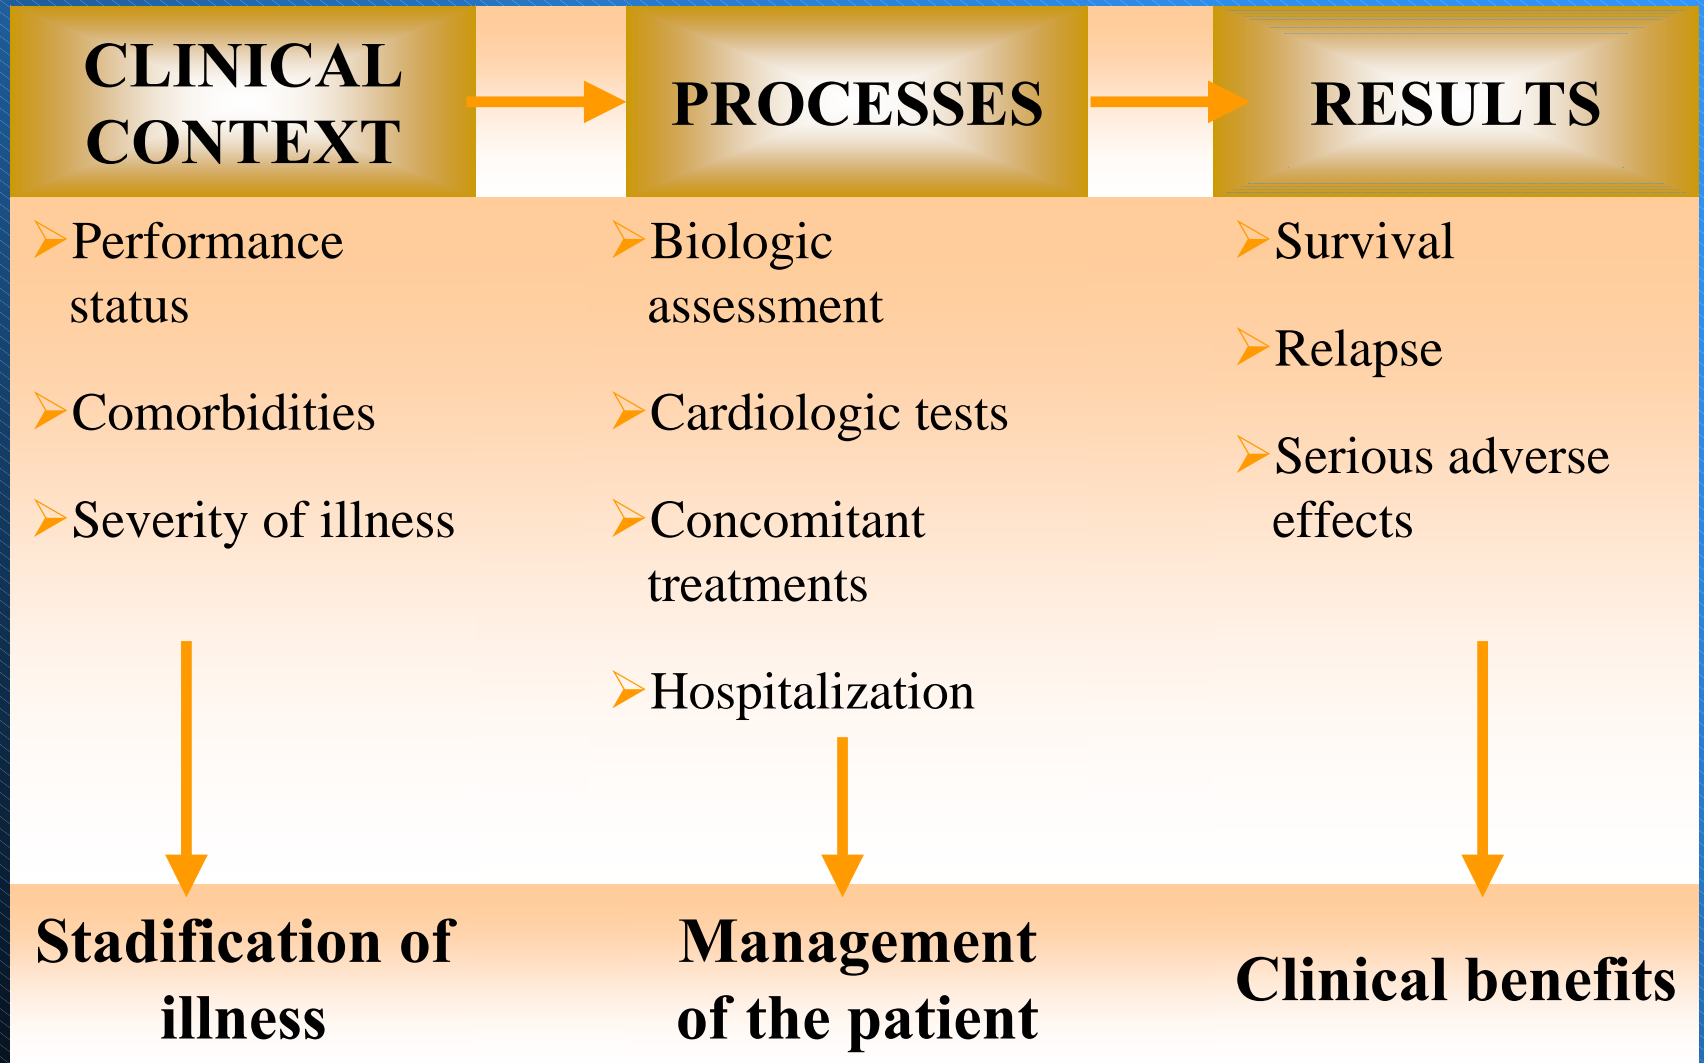 CLINICAL
CONTEXT
PROCESSES
RESULTS
Performance
status
Comorbidities
Severity of illness
Biologic
assessment
Cardiologic tests
Concomitant
treatments
Hospitalization
Survival
Relapse
Serious adverse
effects
Stadification of
illness
Management
of the patient
Clinical benefits